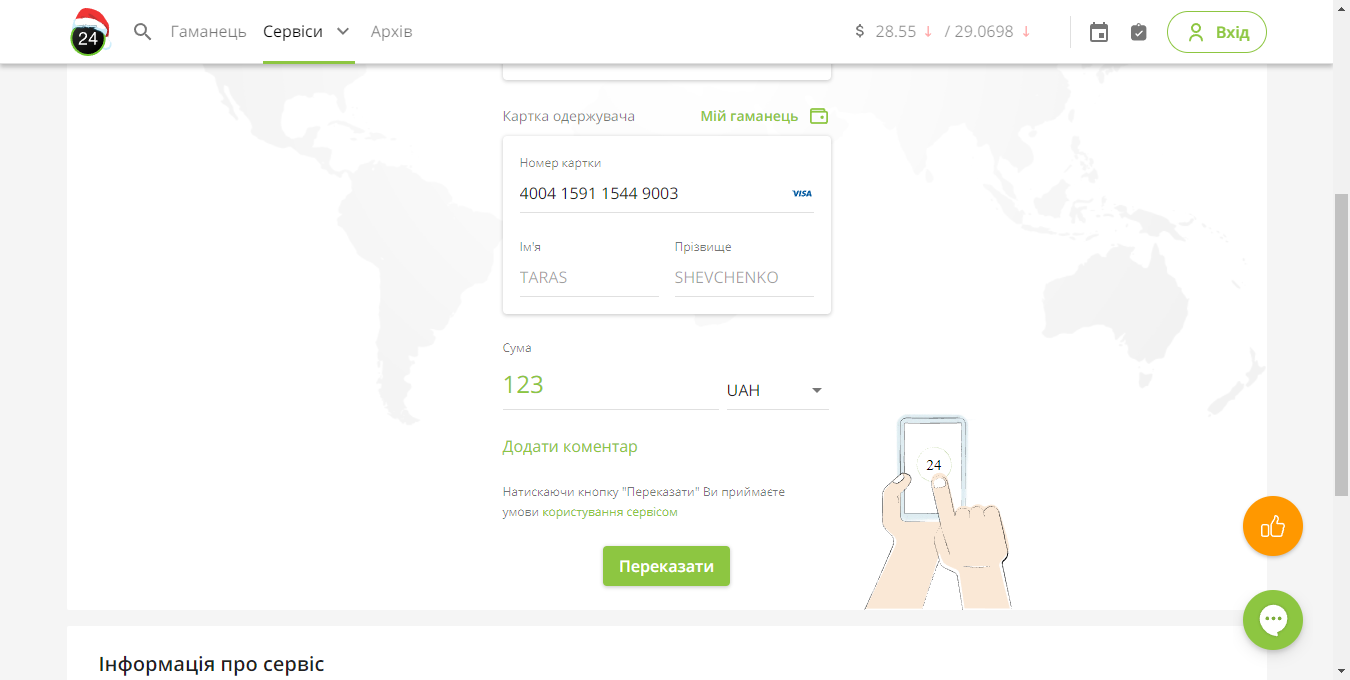 24
Гаманець Сервіси Архів $ 28.55 ↓ / 29.0698 ↓ Вхід
Картка одержувача Мій гаманець
Номер картки
4004 1591 1544 9003 VISA
Ім'я Прізвище
TARAS SHEVCHENKO
Сума
123 UAH
Додати коментар
24
Натискаючи кнопку "Переказати" Ви приймаєте
умови користування сервісом
Переказати
Інформація про сервіс